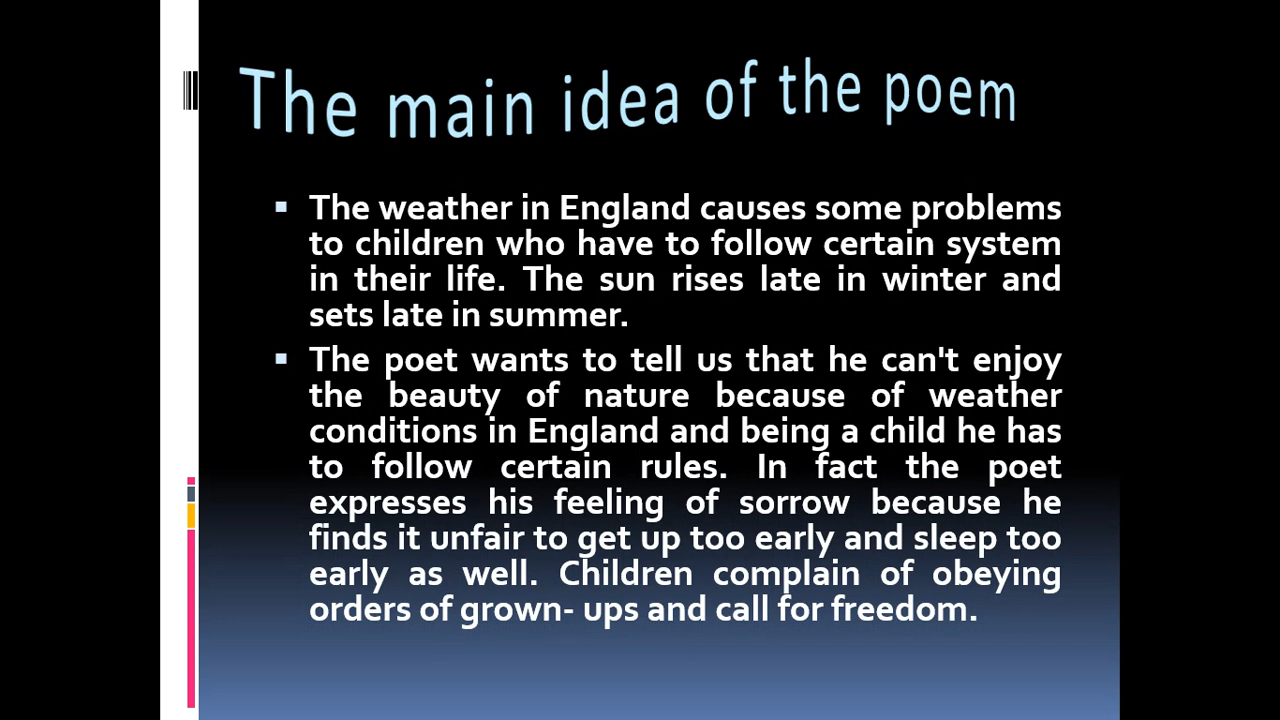 The main idea of the poem
The weather in England causes some problems
to children who have to follow certain system
in their life. The sun rises late in winter and
sets late in summer.
The poet wants to tell us that he can't enjoy
the beauty of nature because of weather
conditions in England and being a child he has
to follow certain rules. In fact the poet
expresses his feeling of sorrow because he
finds it unfair to get up too early and sleep too
early as well. Children complain of obeying
orders of grown- ups and call for freedom.